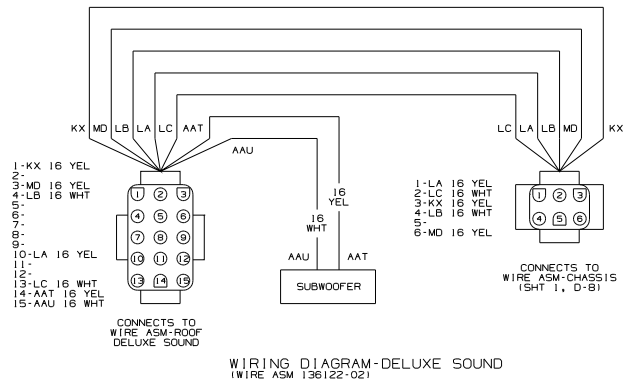 KX MD LB LA LC AAT
AAU
LC LA LB MD KX
1-KX 16 YEL
2-
3-MD 16 YEL
4-LB 16 WHT
5-
6-
7-
8-
9-
10-LA 16 YEL
11-
12-
13-LC 16 WHT
14-AAT 16 YEL
15-AAU 16 WHT
1 2 3
4 5 6
7 8 9
10 11 12
13 14 15
CONNECTS TO
WIRE ASM-ROOF
DELUXE SOUND
16
YEL
16
WHT
AAU AAT
SUBWOOFER
1-LA 16 YEL
2-LC 16 WHT
3-KX 16 YEL
4-LB 16 WHT
5-
6-MD 16 YEL
1 2 3
4 5 6
CONNECTS TO
WIRE ASM-CHASSIS
(SHT 1, D-8)
WIRING DIAGRAM-DELUXE SOUND
(WIRE ASM 136122-02)